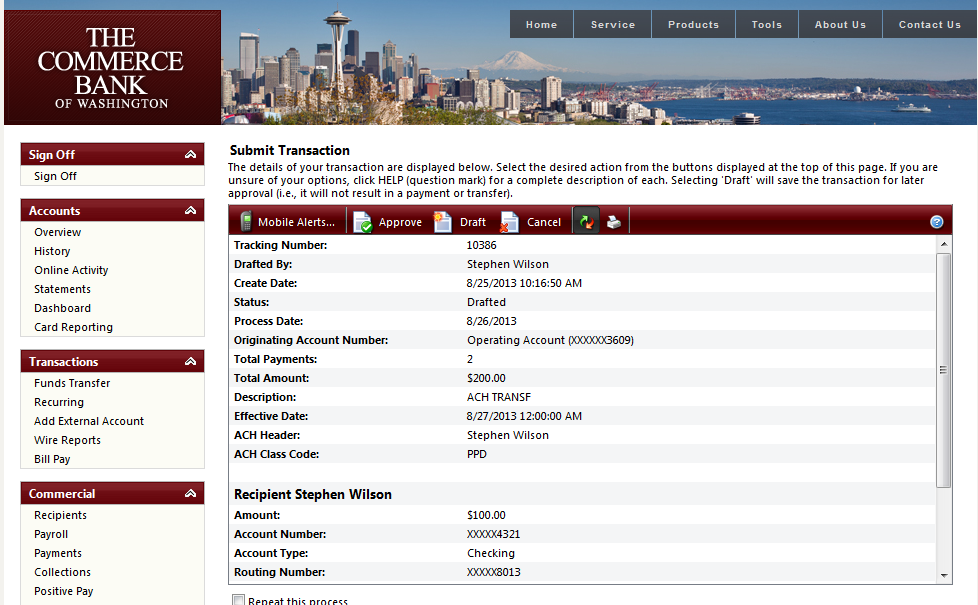 THE
COMMERCE
BANK
OF WASHINGTON
Home Service Products Tools About Us Contact Us
Sign Off
Sign Off
Accounts
Overview
History
Online Activity
Statements
Dashboard
Card Reporting
Transactions
Funds Transfer
Recurring
Add External Account
Wire Reports
Bill Pay
Commercial
Recipients
Payroll
Payments
Collections
Positive Pay
Submit Transaction
The details of your transaction are displayed below. Select the desired action from the buttons displayed at the top of this page. If you are
unsure of your options, click HELP (question mark) for a complete description of each. Selecting 'Draft' will save the transaction for later
approval (i.e., it will not result in a payment or transfer).
Mobile Alerts... Approve Draft Cancel ?
Tracking Number: 10386
Drafted By: Stephen Wilson
Create Date: 8/25/2013 10:16:50 AM
Status: Drafted
Process Date: 8/26/2013
Originating Account Number: Operating Account (XXXXXX3609)
Total Payments: 2
Total Amount: $200.00
Description: ACH TRANSF
Effective Date: 8/27/2013 12:00:00 AM
ACH Header: Stephen Wilson
ACH Class Code: PPD
Recipient Stephen Wilson
Amount: $100.00
Account Number: XXXXX4321
Account Type: Checking
Routing Number: XXXXX8013
Repeat this process